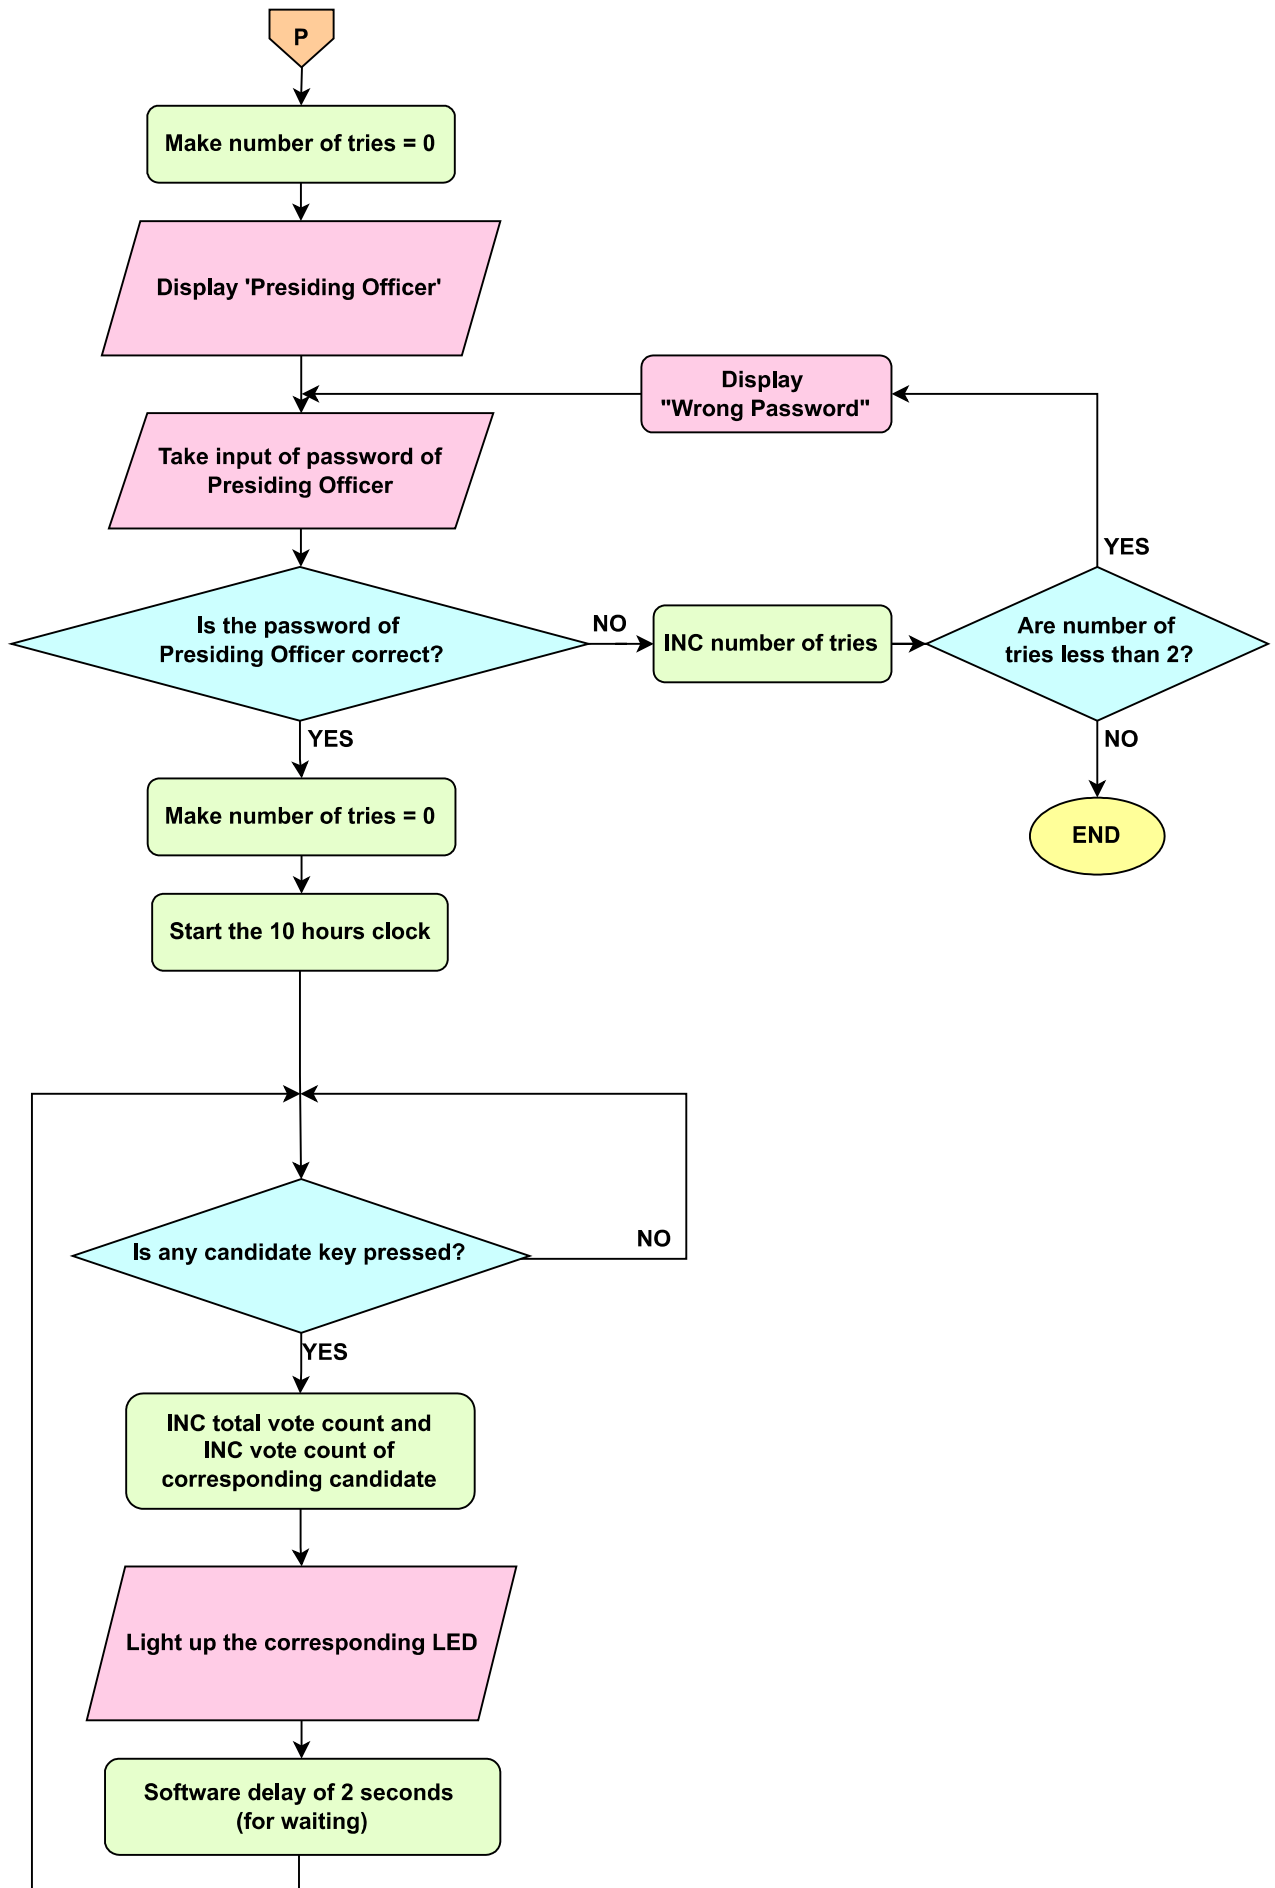 P
Make number of tries = 0
Display 'Presiding Officer'
Display
"Wrong Password"
Take input of password of
Presiding Officer
YES
Is the password of
Presiding Officer correct?
NO
INC number of tries
Are number of
tries less than 2?
YES
NO
Make number of tries = 0
END
Start the 10 hours clock
Is any candidate key pressed?
NO
YES
INC total vote count and
INC vote count of
corresponding candidate
Light up the corresponding LED
Software delay of 2 seconds
(for waiting)